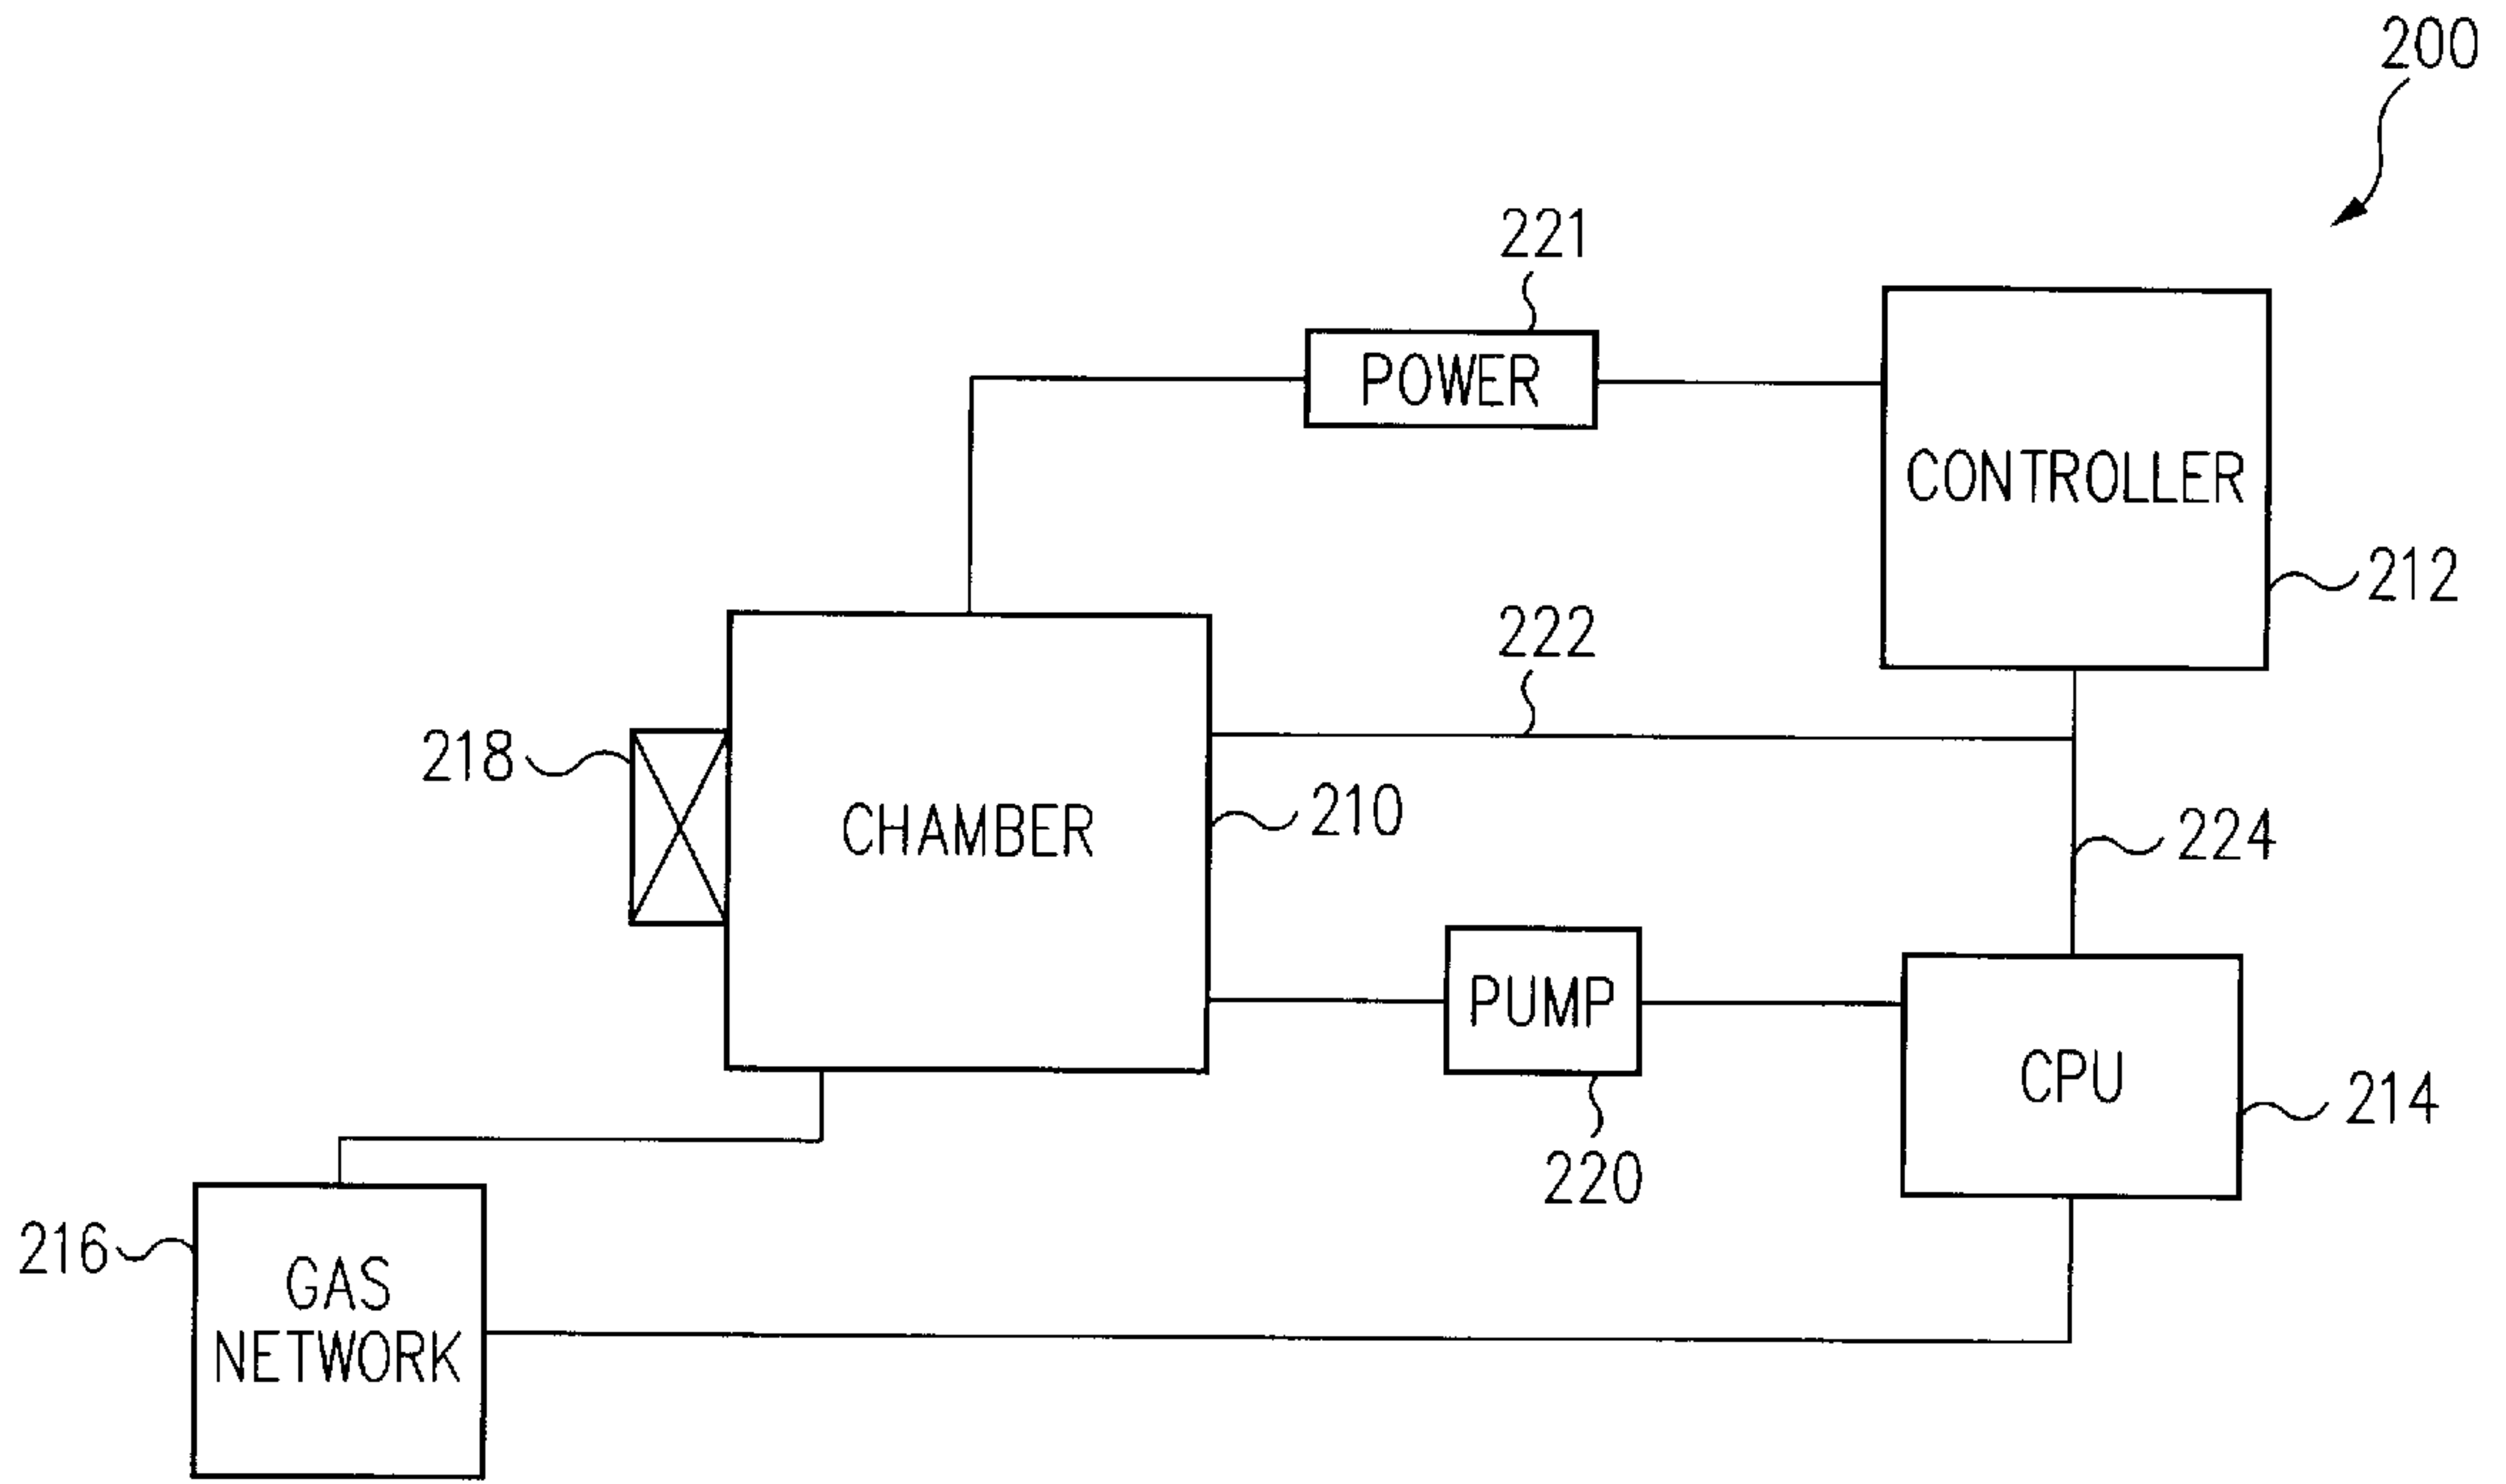 200
221
POWER
CONTROLLER
212
222
218
CHAMBER
210
224
PUMP
CPU
214
220
216
GAS
NETWORK